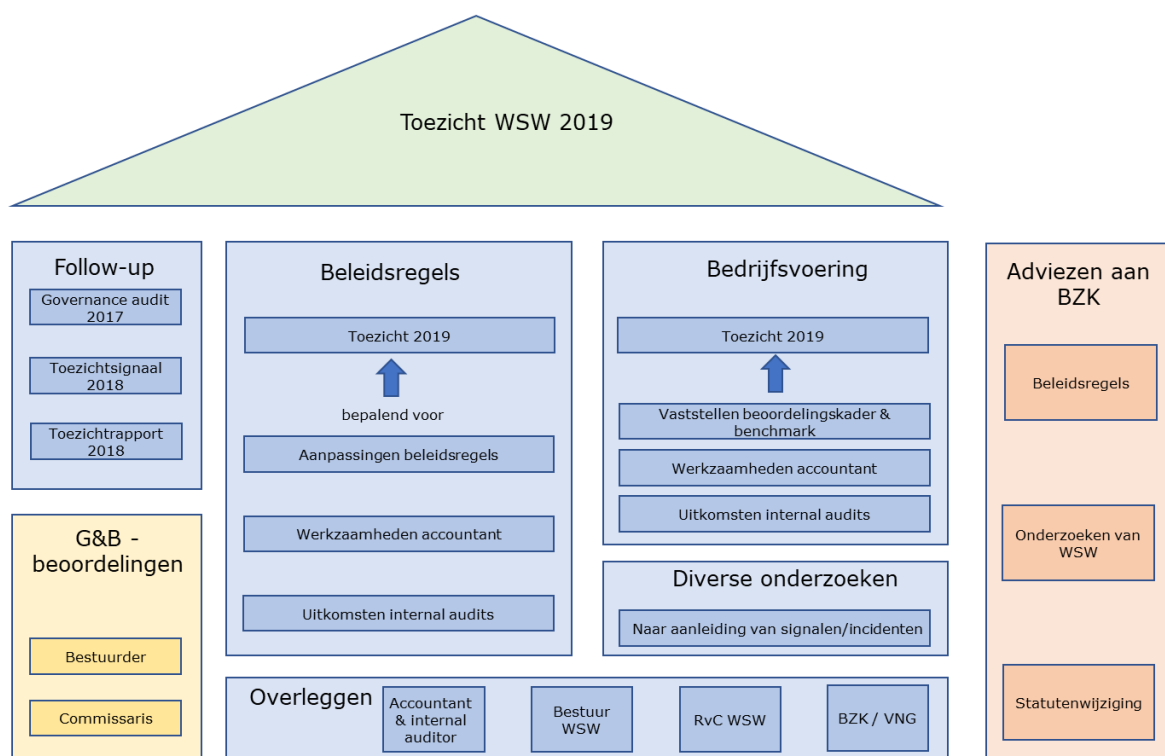 Toezicht WSW 2019
Follow-up
Governance audit
2017
Toezichtsignaal
2018
Toezichtrapport
2018
G&B -
beoordelingen
Bestuurder
Commissaris
Beleidsregels
Toezicht 2019
bepalend voor
Aanpassingen beleidsregels
Werkzaamheden accountant
Uitkomsten internal audits
Bedrijfsvoering
Toezicht 2019
Vaststellen beoordelingskader &
benchmark
Werkzaamheden accountant
Uitkomsten internal audits
Diverse onderzoeken
Naar aanleiding van signalen/incidenten
Overleggen
Accountant
& internal
auditor
Bestuur
WSW
RvC WSW
BZK / VNG
Adviezen aan
BZK
Beleidsregels
Onderzoeken van
WSW
Statutenwijziging